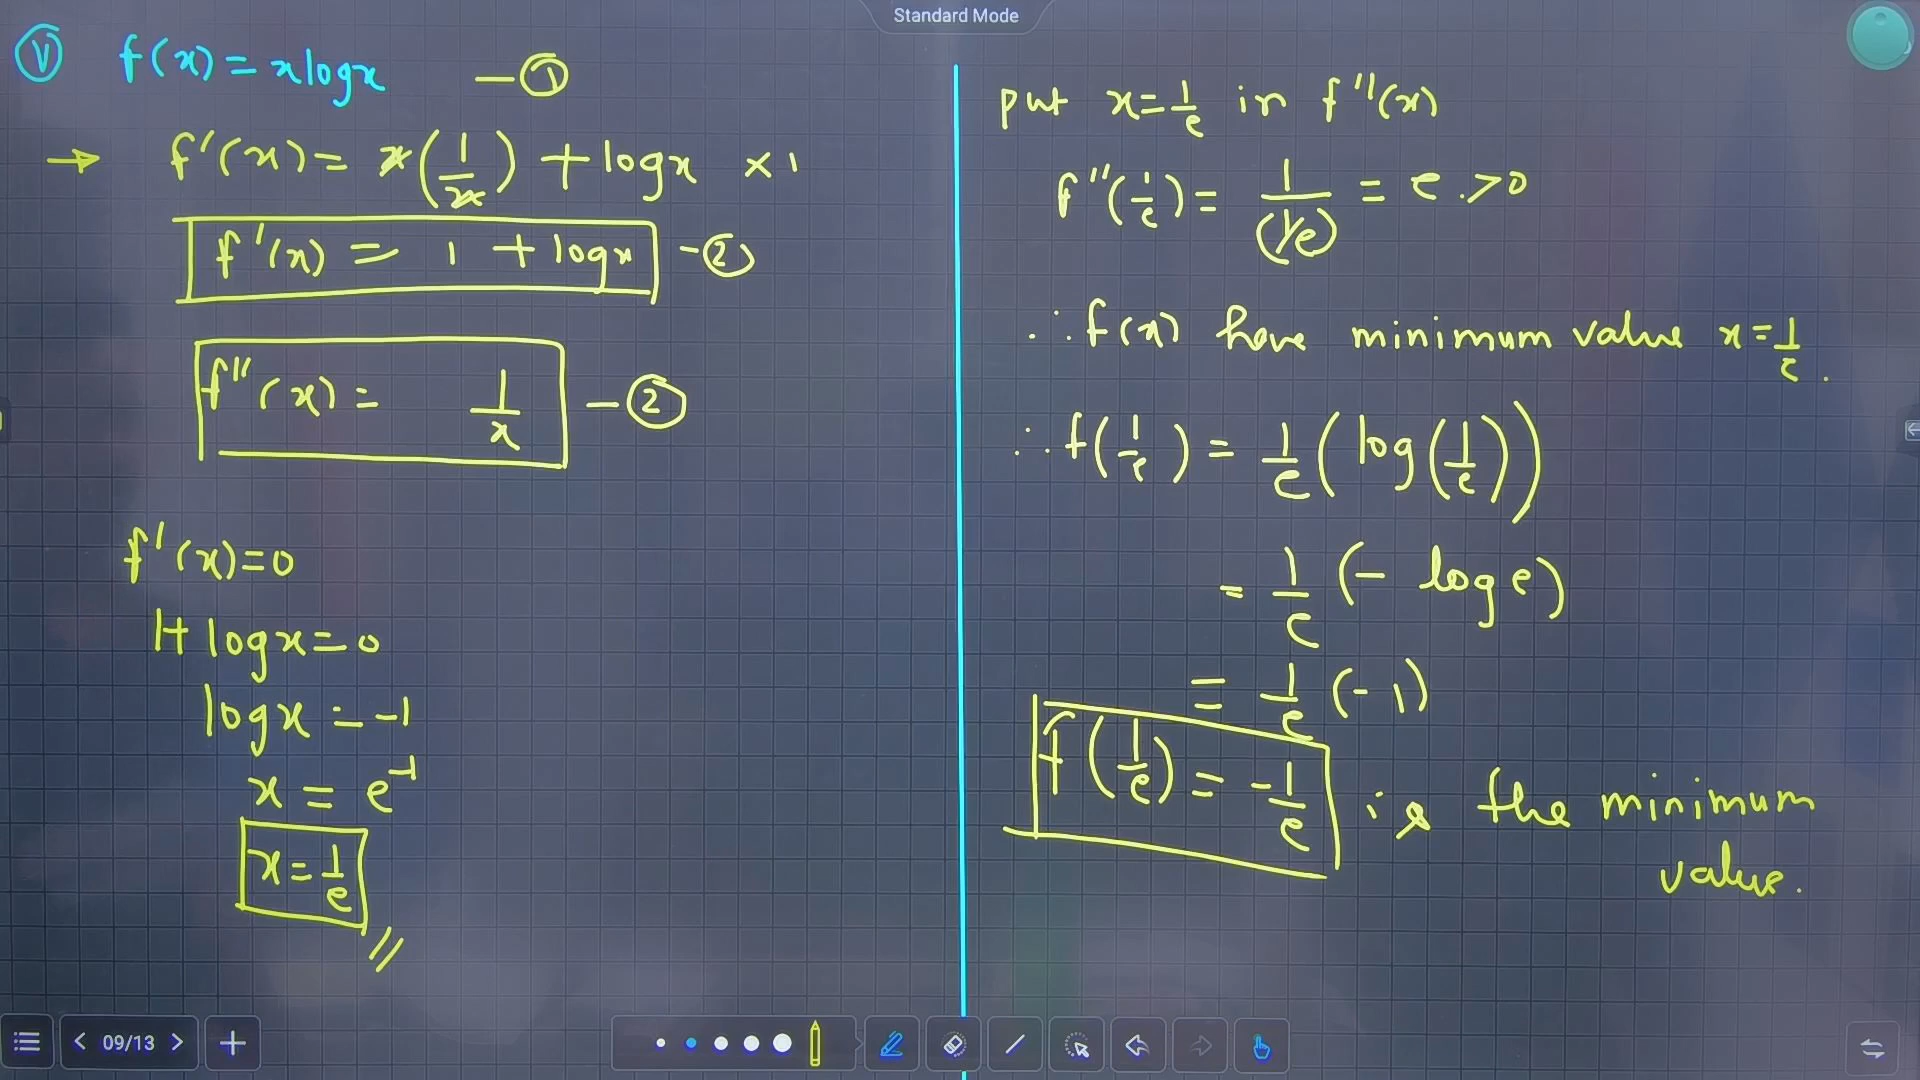 Standard Mode
Ⓥ f(x) = xlogx — ①
→ f'(x) = x(1/x) + logx × 1
f'(x) = 1 + logx — ②
f''(x) = 1/x — ②
f'(x)=0
1+ logx = 0
logx = -1
x = e^-1
x = 1/e //
put x = 1/e in f''(x)
f''(1/e) = 1/(1/e) = e > 0
∴ f(x) have minimum value x = 1/e.
∴ f(1/e) = 1/e (log(1/e))
= 1/e (- log e)
= 1/e (-1)
f(1/e) = -1/e is the minimum
value.
09/13